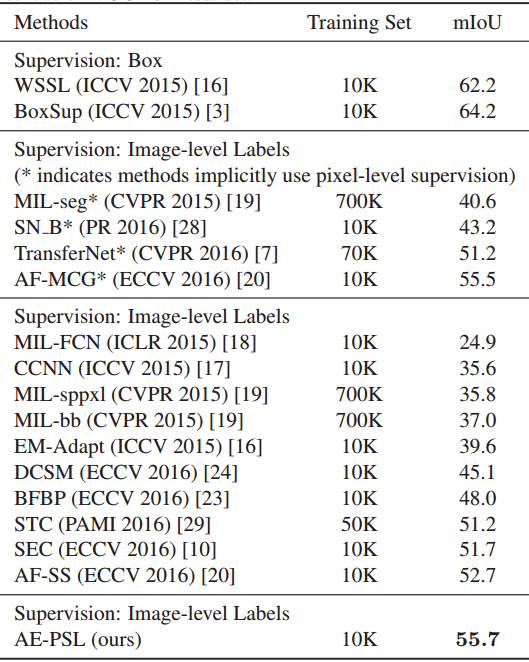 Methods Training Set mIoU
Supervision: Box
WSSL (ICCV 2015) [16] 10K 62.2
BoxSup (ICCV 2015) [3] 10K 64.2
Supervision: Image-level Labels
(* indicates methods implicitly use pixel-level supervision)
MIL-seg* (CVPR 2015) [19] 700K 40.6
SN_B* (PR 2016) [28] 10K 43.2
TransferNet* (CVPR 2016) [7] 70K 51.2
AF-MCG* (ECCV 2016) [20] 10K 55.5
Supervision: Image-level Labels
MIL-FCN (ICLR 2015) [18] 10K 24.9
CCNN (ICCV 2015) [17] 10K 35.6
MIL-sppxl (CVPR 2015) [19] 700K 35.8
MIL-bb (CVPR 2015) [19] 700K 37.0
EM-Adapt (ICCV 2015) [16] 10K 39.6
DCSM (ECCV 2016) [24] 10K 45.1
BFBP (ECCV 2016) [23] 10K 48.0
STC (PAMI 2016) [29] 50K 51.2
SEC (ECCV 2016) [10] 10K 51.7
AF-SS (ECCV 2016) [20] 10K 52.7
Supervision: Image-level Labels
AE-PSL (ours) 10K 55.7